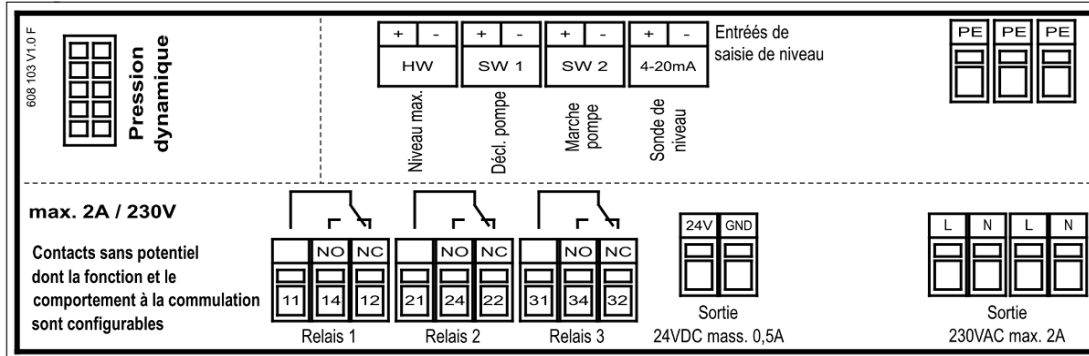 608 103 V1.0 F
Pression
dynamique
+ - + - + - + -
HW SW 1 SW 2 4-20mA
Entréés de
saisie de niveau
Niveau max.
Décl. pompe
Marche
pompe
Sonde de
niveau
PE PE PE
max. 2A / 230V
Contacts sans potentiel
dont la fonction et le
comportement à la commulation
sont configurables
NO NC NO NC NO NC
11 14 12 21 24 22 31 34 32
Relais 1 Relais 2 Relais 3
24V GND
Sortie
24VDC mass. 0,5A
L N L N
Sortie
230VAC max. 2A